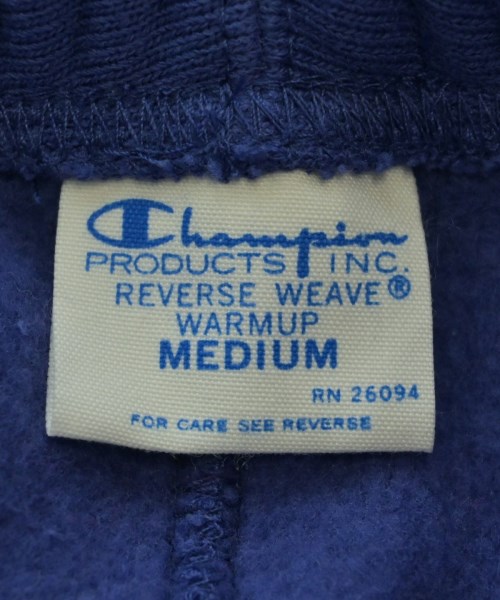 Champion
PRODUCTS INC.
REVERSE WEAVE®
WARMUP
MEDIUM
RN 26094
FOR CARE SEE REVERSE